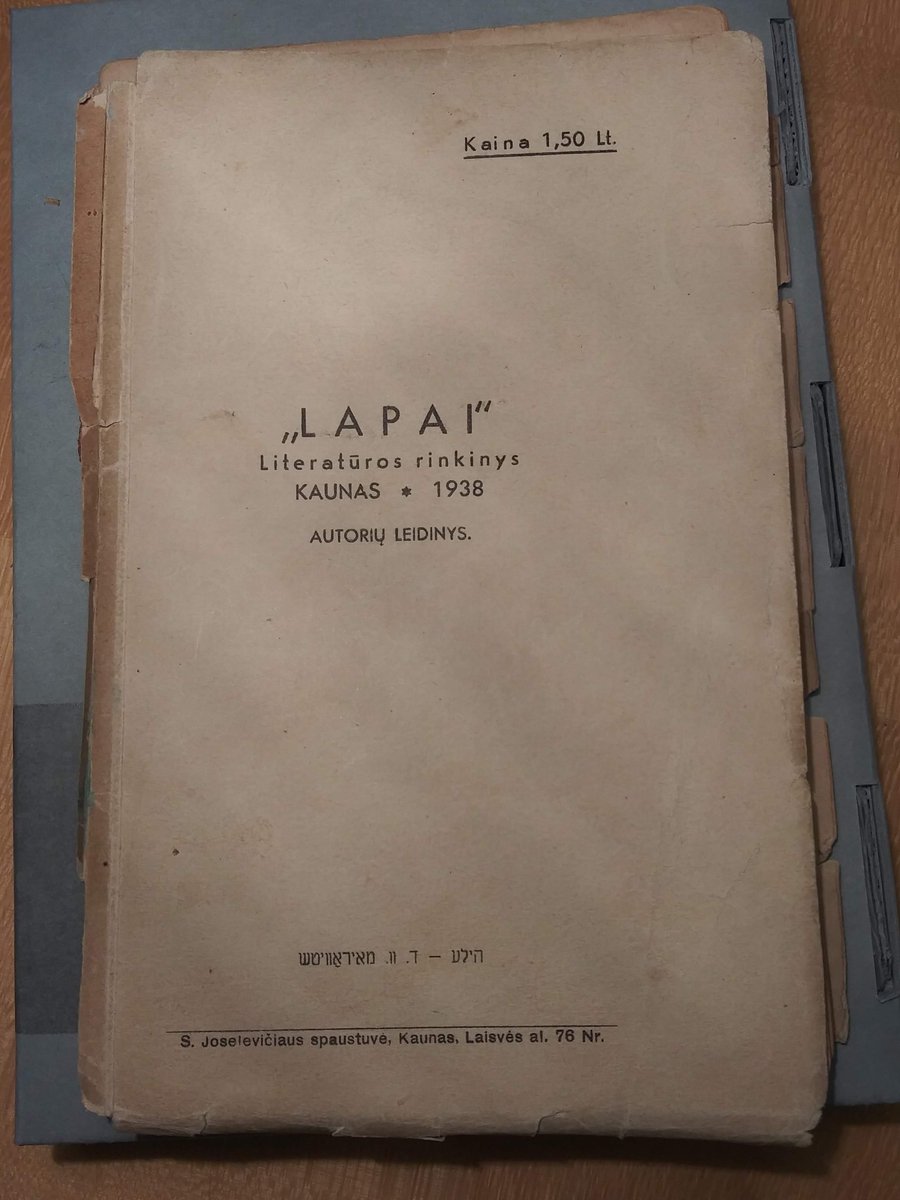 Kaina 1,50 Lt.
„LAPAI“
Literatūros rinkinys
KAUNAS * 1938
AUTORIŲ LEIDINYS.
הילע – ד. װ. מאיראָװיטש
S. Joselevičiaus spaustuvė, Kaunas, Laisvės al. 76 Nr.